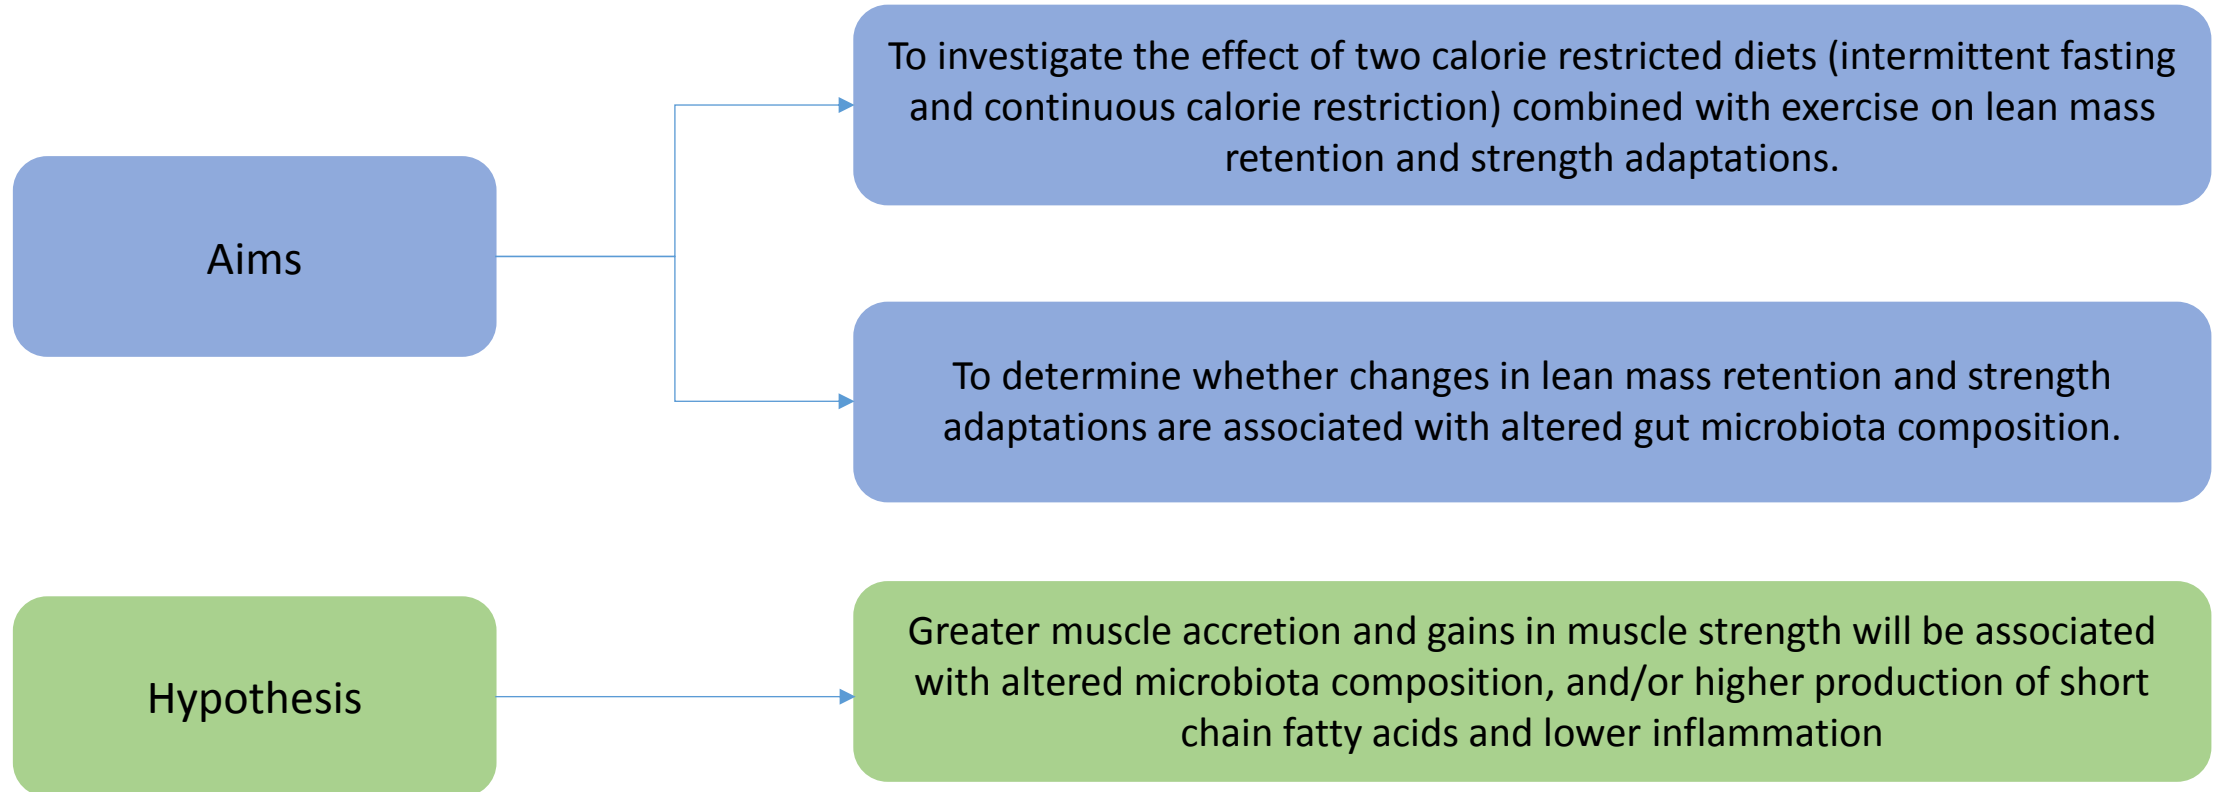 Aims
To investigate the effect of two calorie restricted diets (intermittent fasting
and continuous calorie restriction) combined with exercise on lean mass
retention and strength adaptations.
To determine whether changes in lean mass retention and strength
adaptations are associated with altered gut microbiota composition.
Hypothesis
Greater muscle accretion and gains in muscle strength will be associated
with altered microbiota composition, and/or higher production of short
chain fatty acids and lower inflammation